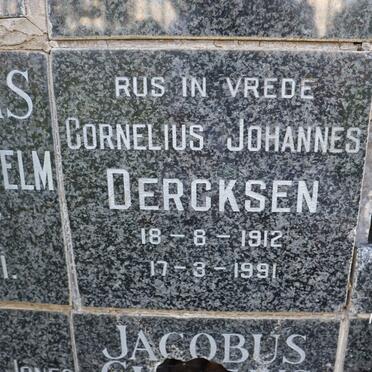 RUS IN VREDE
CORNELIUS JOHANNES
DERCKSEN
18-8-1912
17-3-1991
JACOBUS